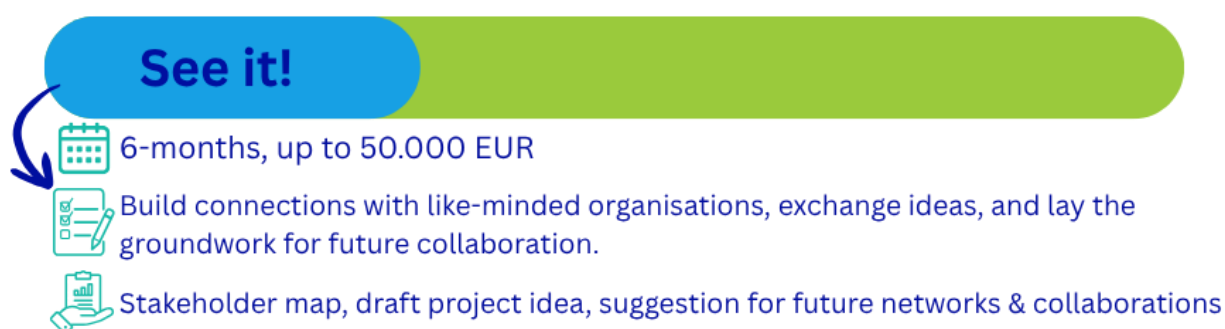 See it!
6-months, up to 50.000 EUR
Build connections with like-minded organisations, exchange ideas, and lay the
groundwork for future collaboration.
Stakeholder map, draft project idea, suggestion for future networks & collaborations